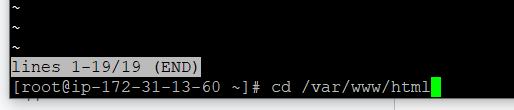 ~
~
~
lines 1-19/19 (END)
[root@ip-172-31-13-60 ~]# cd /var/www/html